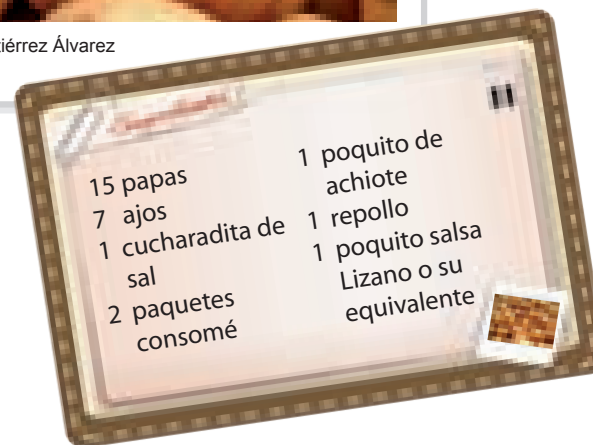 tiérrez Álvarez
15 papas
7 ajos
1 cucharadita de
sal
2 paquetes
consomé
1 poquito de
achiote
1 repollo
1 poquito salsa
Lizano o su
equivalente